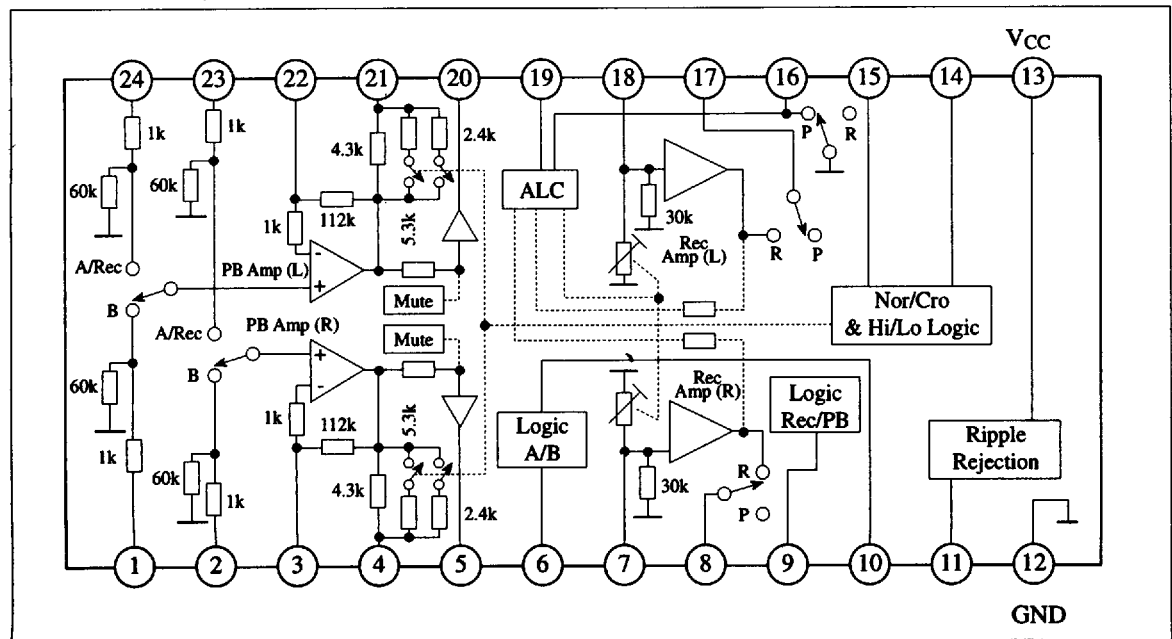 VCC
24 23 22 21 20 19 18 17 16 15 14 13
1k 1k 4.3k 2.4k P R
60k 60k ALC
112k 30k
1k 5.3k
A/Rec PB Amp (L) - + Rec Amp (L) R P
B Mute Nor/Cro & Hi/Lo Logic
A/Rec PB Amp (R) Mute
B + - Rec Amp (R) Logic Rec/PB
60k 1k 112k 5.3k Logic A/B Ripple Rejection
1k 60k 1k 4.3k 2.4k 30k R P
1 2 3 4 5 6 7 8 9 10 11 12
GND